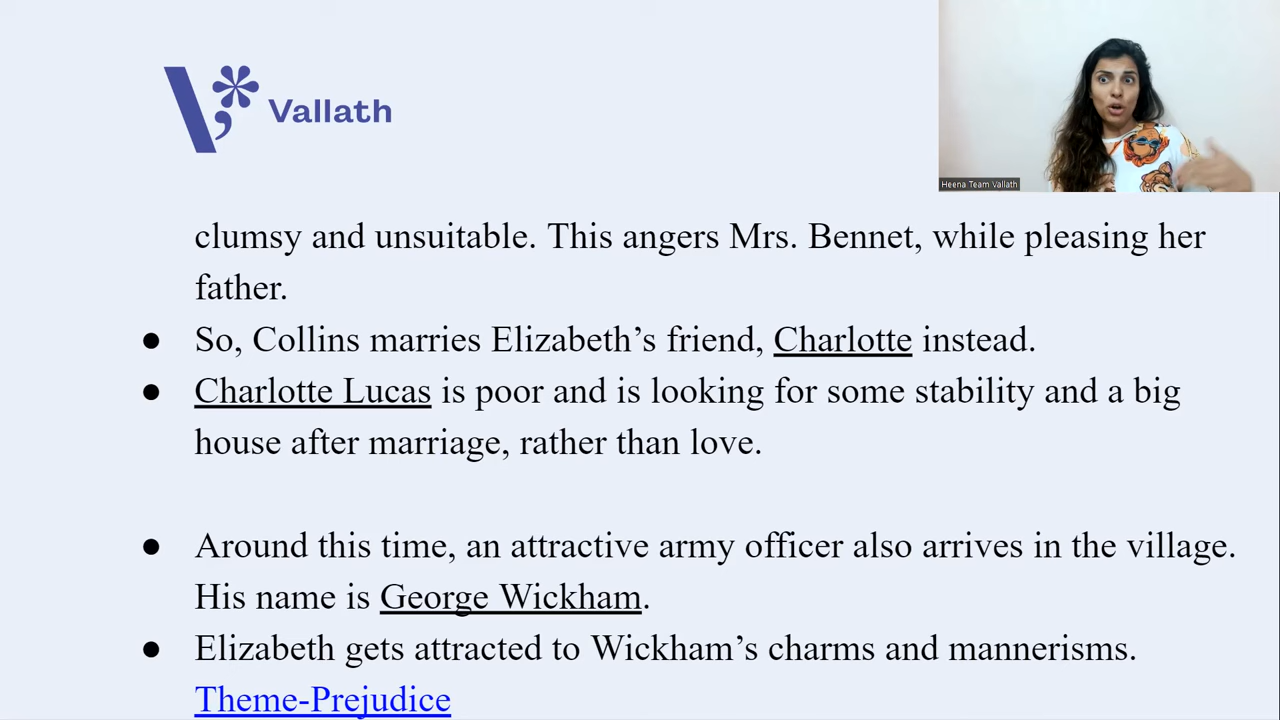 Vallath
Heena Team Vallath
clumsy and unsuitable. This angers Mrs. Bennet, while pleasing her
father.
● So, Collins marries Elizabeth’s friend, Charlotte instead.
● Charlotte Lucas is poor and is looking for some stability and a big
house after marriage, rather than love.
● Around this time, an attractive army officer also arrives in the village.
His name is George Wickham.
● Elizabeth gets attracted to Wickham’s charms and mannerisms.
Theme-Prejudice